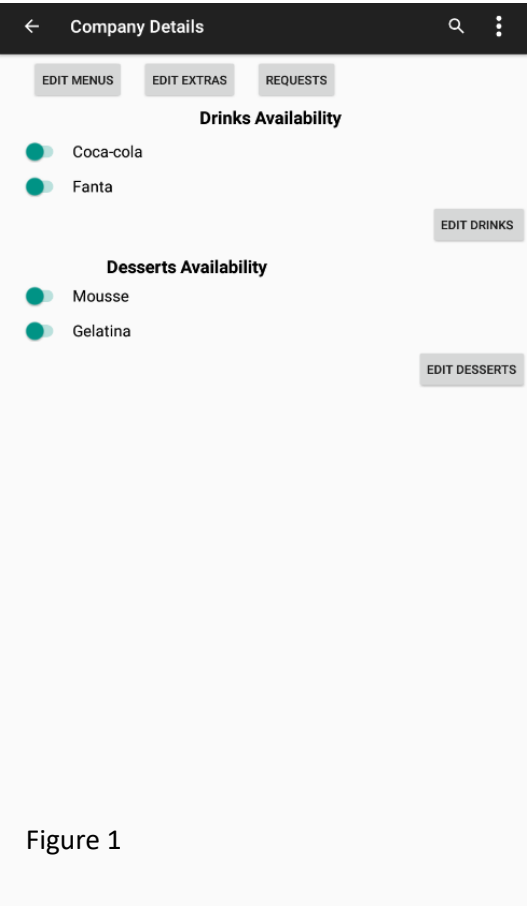 Company Details
EDIT MENUS EDIT EXTRAS REQUESTS
Drinks Availability
Coca-cola
Fanta
EDIT DRINKS
Desserts Availability
Mousse
Gelatina
EDIT DESSERTS
Figure 1